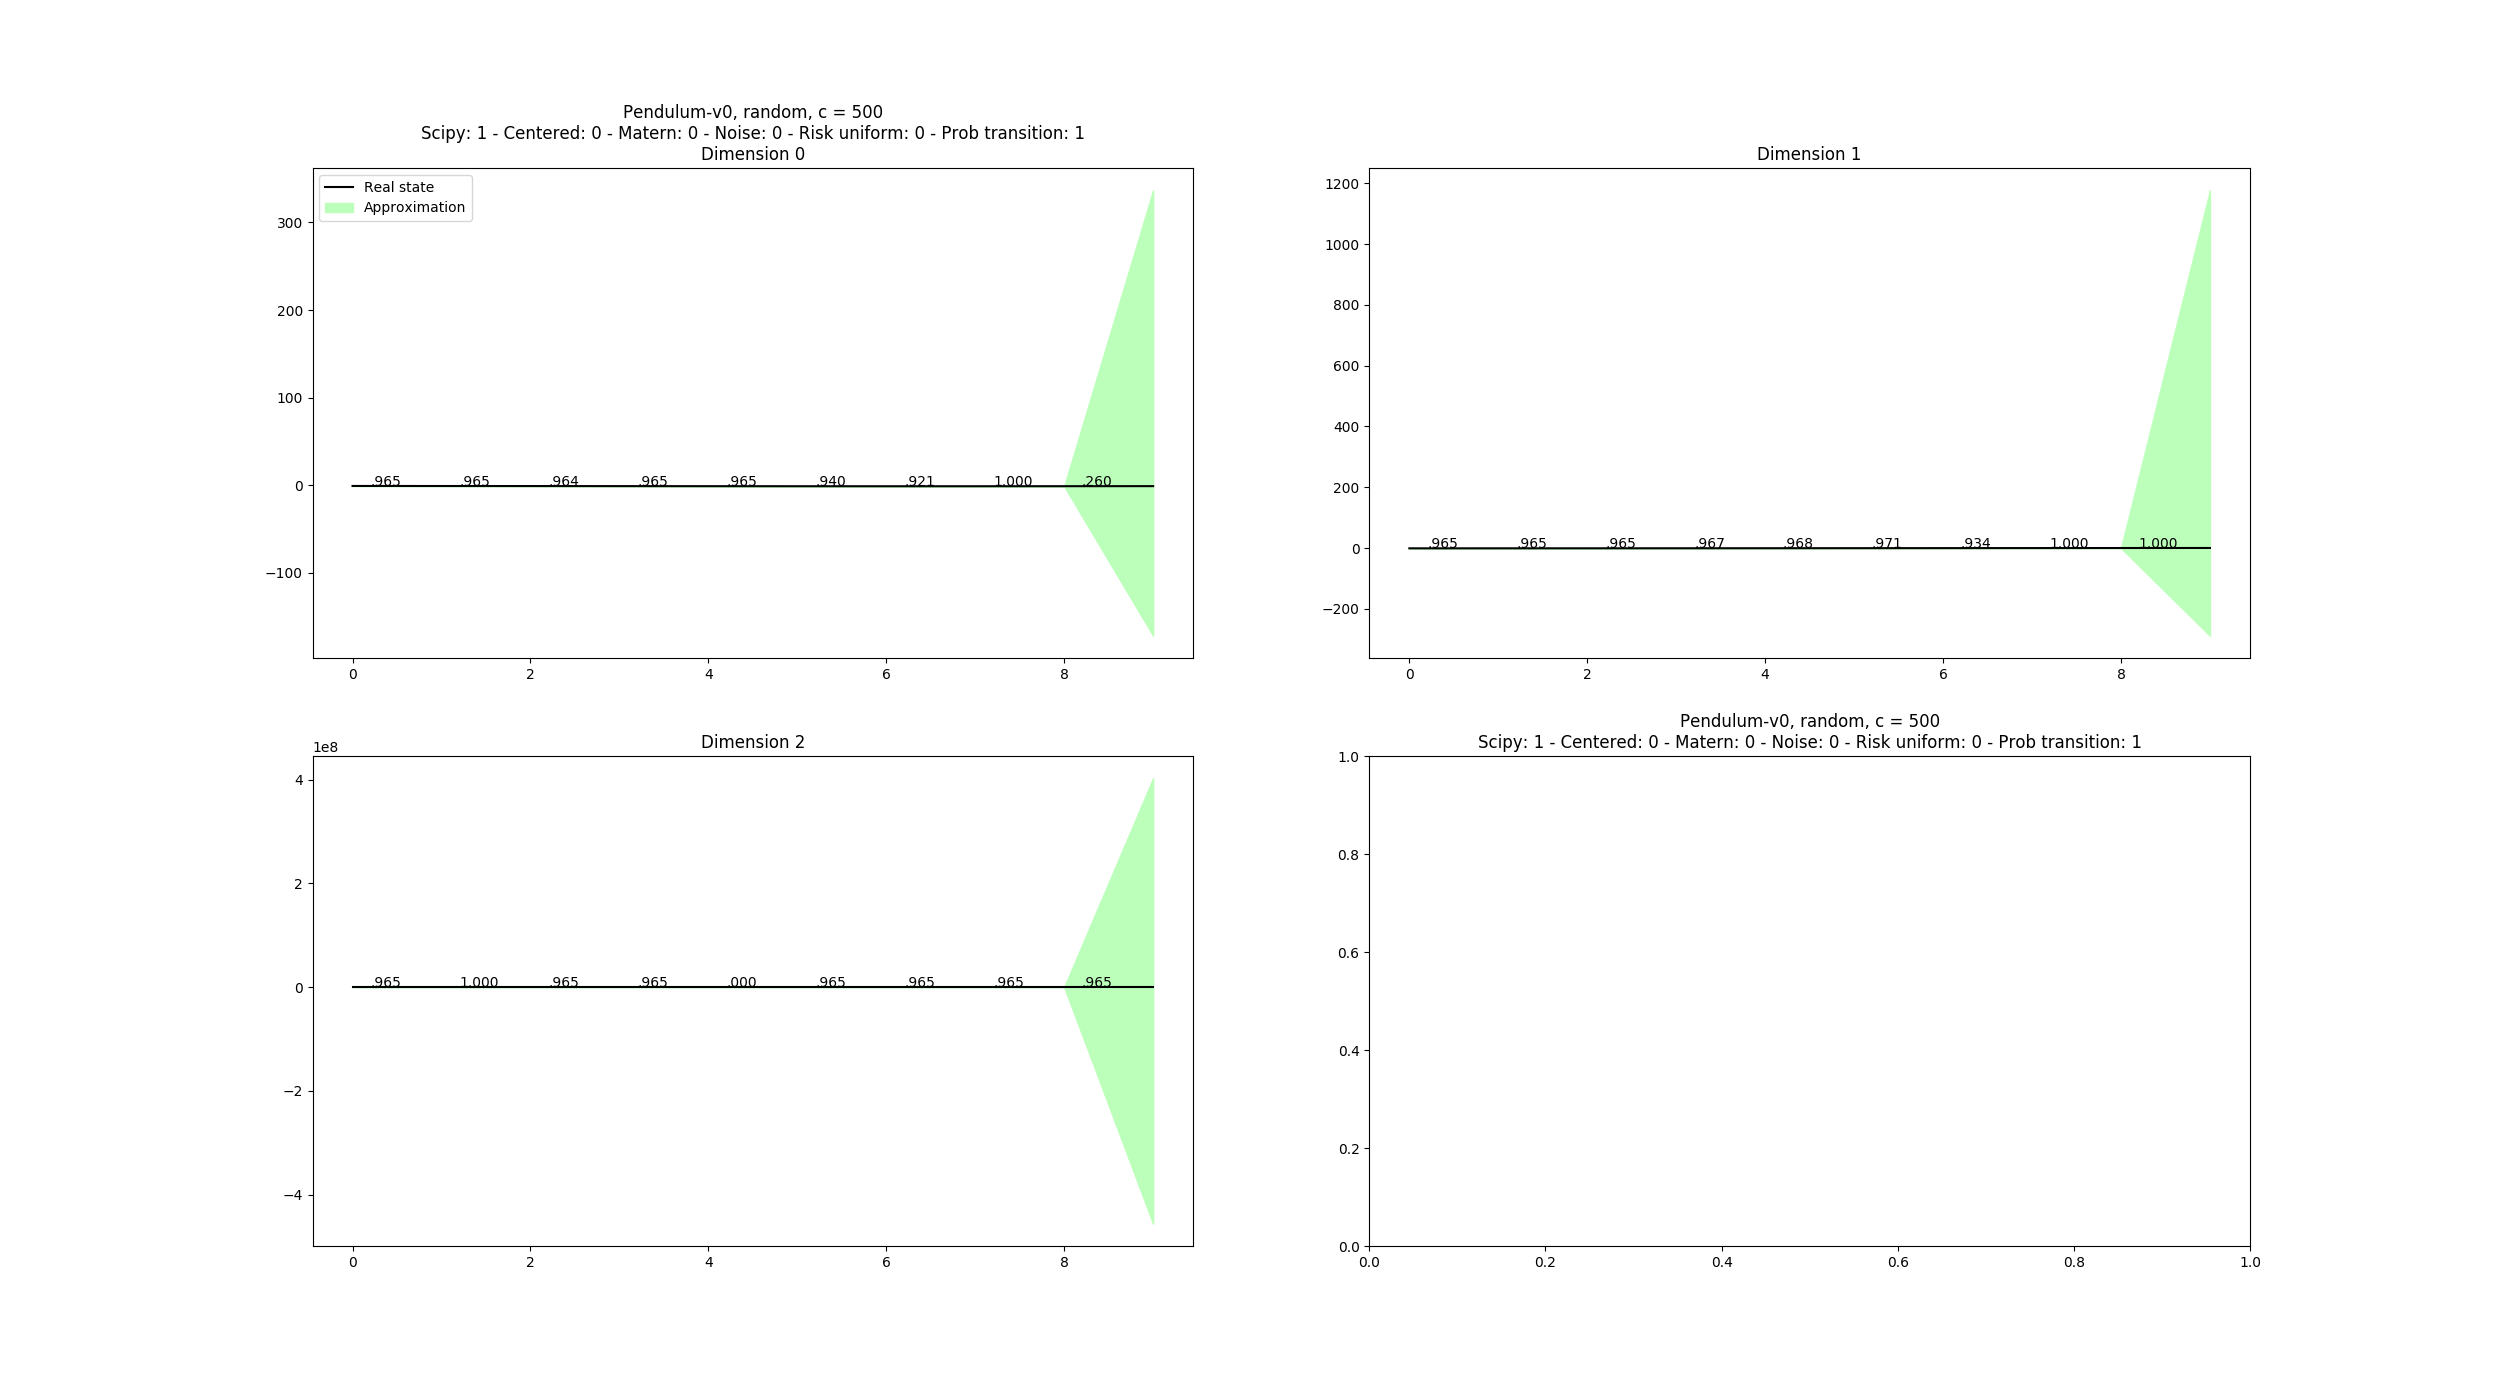 Pendulum-v0, random, c = 500
Scipy: 1 - Centered: 0 - Matern: 0 - Noise: 0 - Risk uniform: 0 - Prob transition: 1
Dimension 0
Real state
Approximation
300
200
100
0
−100
.965 .965 .964 .965 .965 .940 .921 1.000 .260
0 2 4 6 8
Dimension 1
1200
1000
800
600
400
200
0
−200
.965 .965 .965 .967 .968 .971 .934 1.000 1.000
0 2 4 6 8
Dimension 2
1e8
4
2
0
−2
−4
.965 1.000 .965 .965 .000 .965 .965 .965 .965
0 2 4 6 8
Pendulum-v0, random, c = 500
Scipy: 1 - Centered: 0 - Matern: 0 - Noise: 0 - Risk uniform: 0 - Prob transition: 1
1.0
0.8
0.6
0.4
0.2
0.0
0.0 0.2 0.4 0.6 0.8 1.0